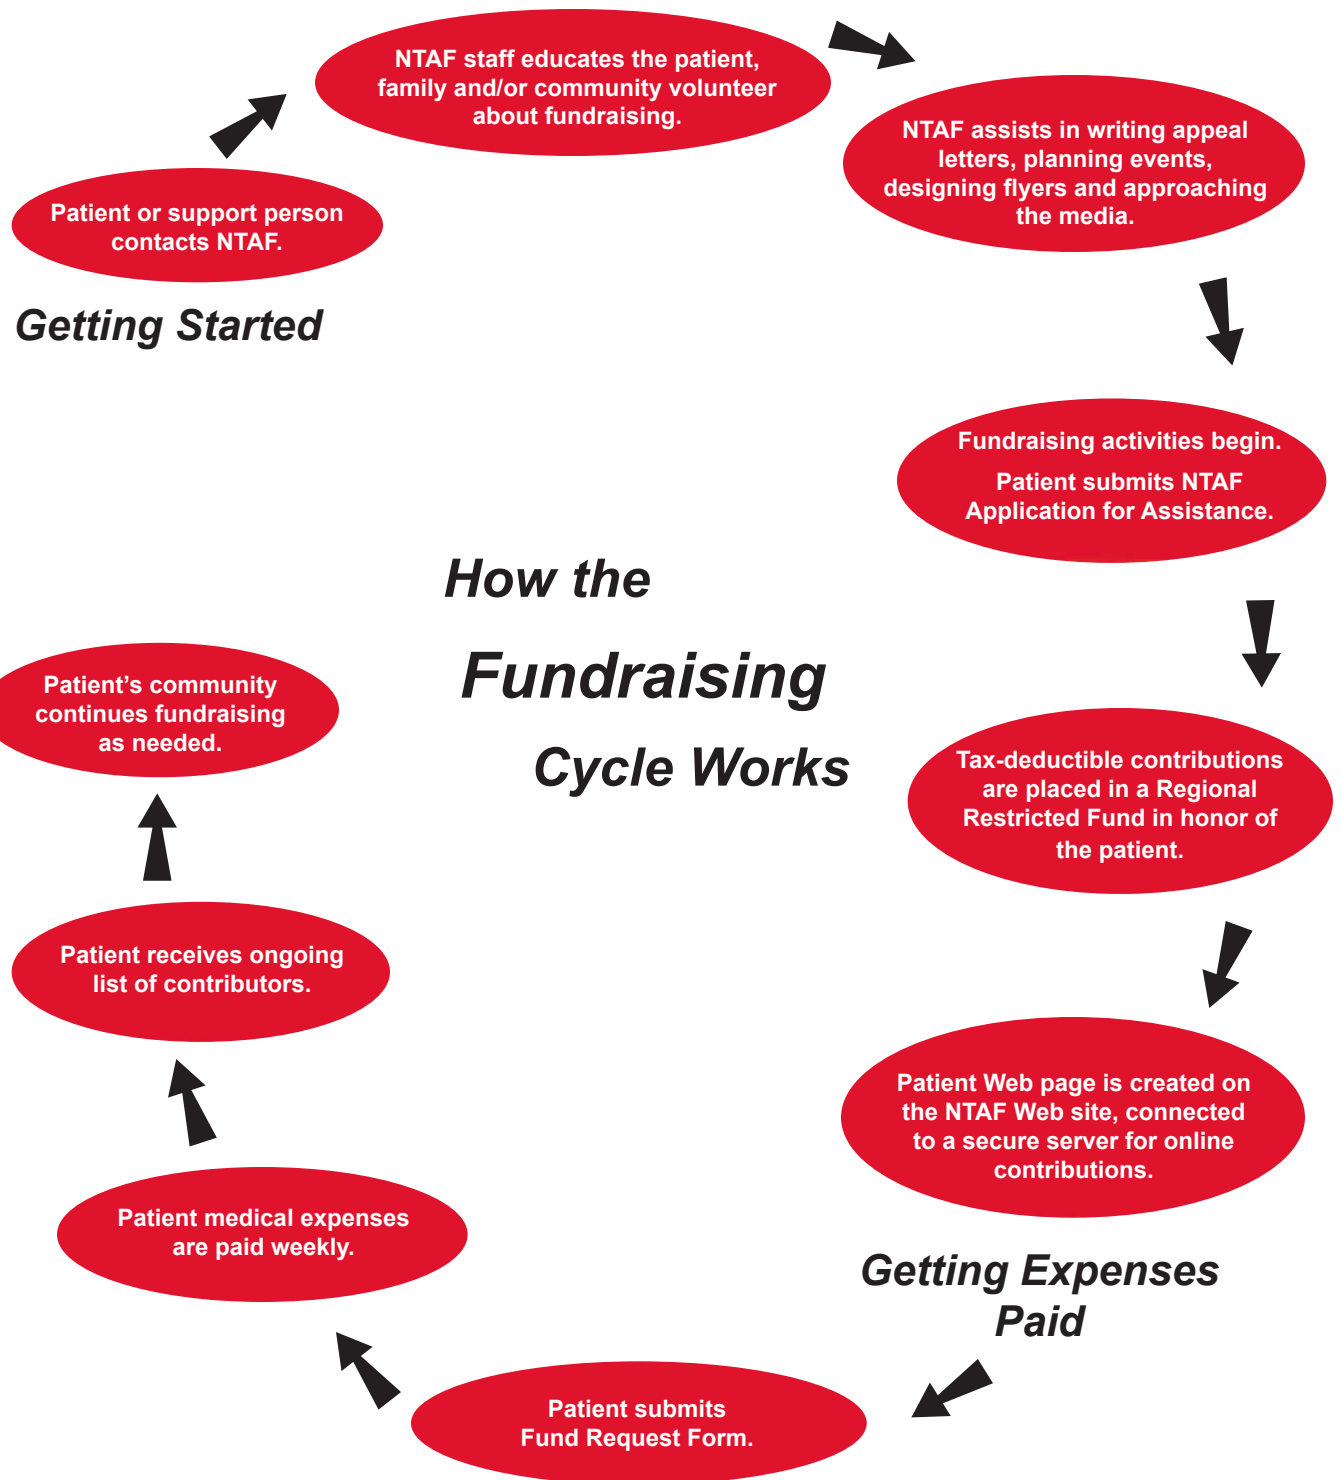 Getting Started
Patient or support person
contacts NTAF.
NTAF staff educates the patient,
family and/or community volunteer
about fundraising.
NTAF assists in writing appeal
letters, planning events,
designing flyers and approaching
the media.
Fundraising activities begin.
Patient submits NTAF
Application for Assistance.
How the
Fundraising
Cycle Works
Tax-deductible contributions
are placed in a Regional
Restricted Fund in honor of
the patient.
Patient Web page is created on
the NTAF Web site, connected
to a secure server for online
contributions.
Getting Expenses
Paid
Patient submits
Fund Request Form.
Patient medical expenses
are paid weekly.
Patient receives ongoing
list of contributors.
Patient’s community
continues fundraising
as needed.